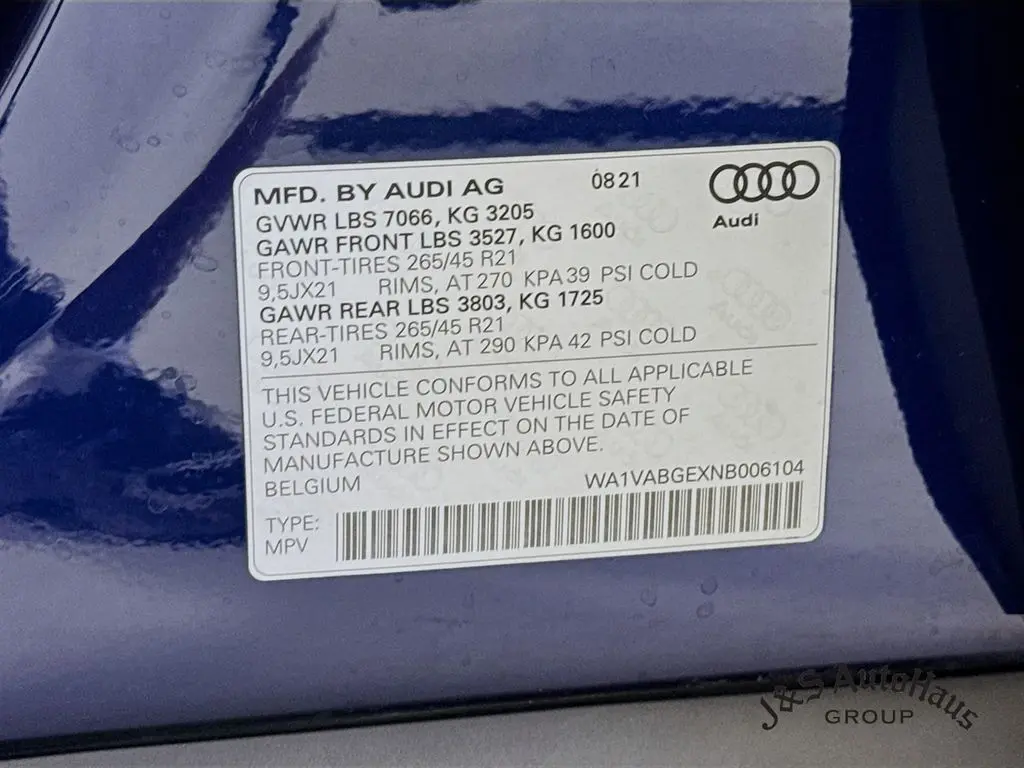 MFD. BY AUDI AG 0821
Audi
GVWR LBS 7066, KG 3205
GAWR FRONT LBS 3527, KG 1600
FRONT-TIRES 265/45 R21
9,5JX21 RIMS, AT 270 KPA 39 PSI COLD
GAWR REAR LBS 3803, KG 1725
REAR-TIRES 265/45 R21
9,5JX21 RIMS, AT 290 KPA 42 PSI COLD
THIS VEHICLE CONFORMS TO ALL APPLICABLE
U.S. FEDERAL MOTOR VEHICLE SAFETY
STANDARDS IN EFFECT ON THE DATE OF
MANUFACTURE SHOWN ABOVE.
BELGIUM WA1VABGEXNB006104
TYPE:
MPV
J&S AutoHaus
GROUP